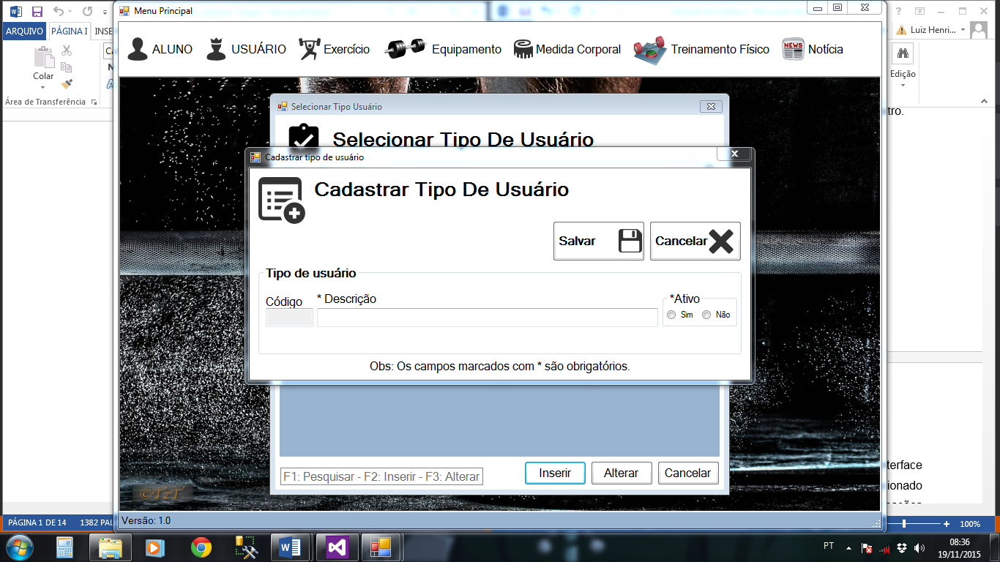 Menu Principal
ARQUIVO PÁGINA I INSE
Luiz Henri...
ALUNO USUÁRIO Exercício Equipamento Medida Corporal Treinamento Físico NEWS Notícia
Colar
Edição
Área de Transferência
tro.
Selecionar Tipo Usuário
Selecionar Tipo De Usuário
Cadastrar tipo de usuário
Cadastrar Tipo De Usuário
Salvar Cancelar
Tipo de usuário
Código * Descrição *Ativo
Sim Não
Obs: Os campos marcados com * são obrigatórios.
terface
ionado
F1: Pesquisar - F2: Inserir - F3: Alterar Inserir Alterar Cancelar
©TZT
Versão: 1.0
PÁGINA 1 DE 14 1382 PAL
100%
PT
08:36
19/11/2015